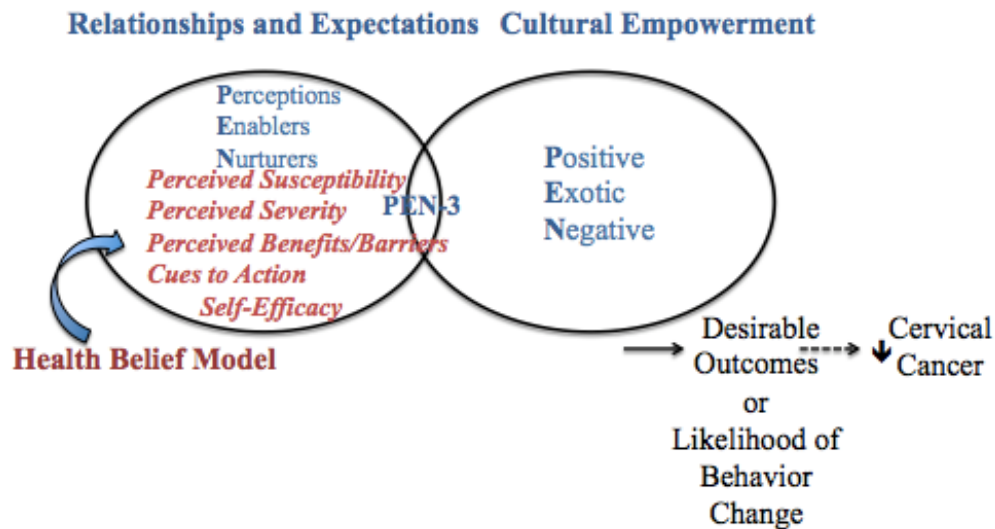 Relationships and Expectations Cultural Empowerment
Perceptions
Enablers
Nurturers
Perceived Susceptibility
Perceived Severity
Perceived Benefits/Barriers
Cues to Action
Self-Efficacy
PEN-3
Positive
Exotic
Negative
Health Belief Model
Desirable
Outcomes
or
Likelihood of
Behavior
Change
Cervical
Cancer